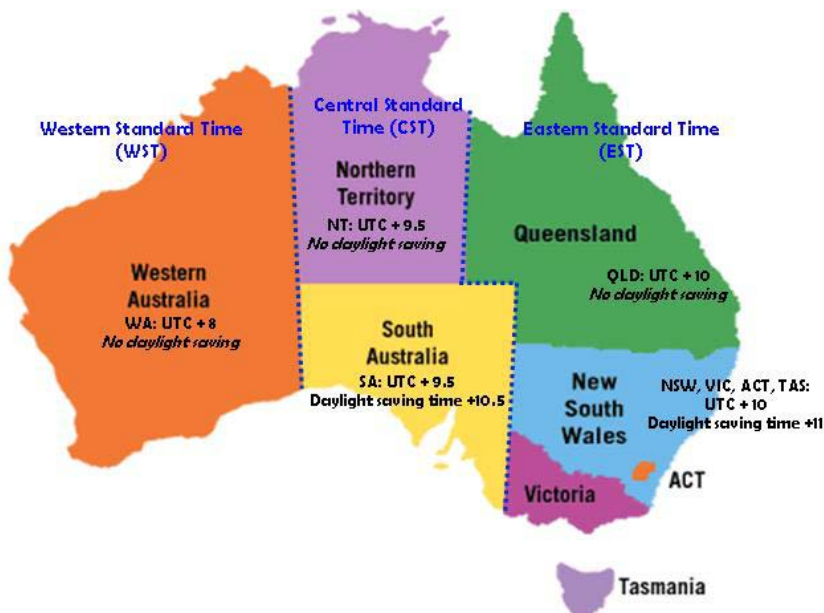 Western Standard Time
(WST)
Central Standard
Time (CST)
Eastern Standard Time
(EST)
Northern
Territory
NT: UTC + 9.5
No daylight saving
Queensland
QLD: UTC + 10
No daylight saving
Western
Australia
WA: UTC + 8
No daylight saving
South
Australia
SA: UTC + 9.5
Daylight saving time +10.5
New
South
Wales
NSW, VIC, ACT, TAS:
UTC + 10
Daylight saving time +11
ACT
Victoria
Tasmania